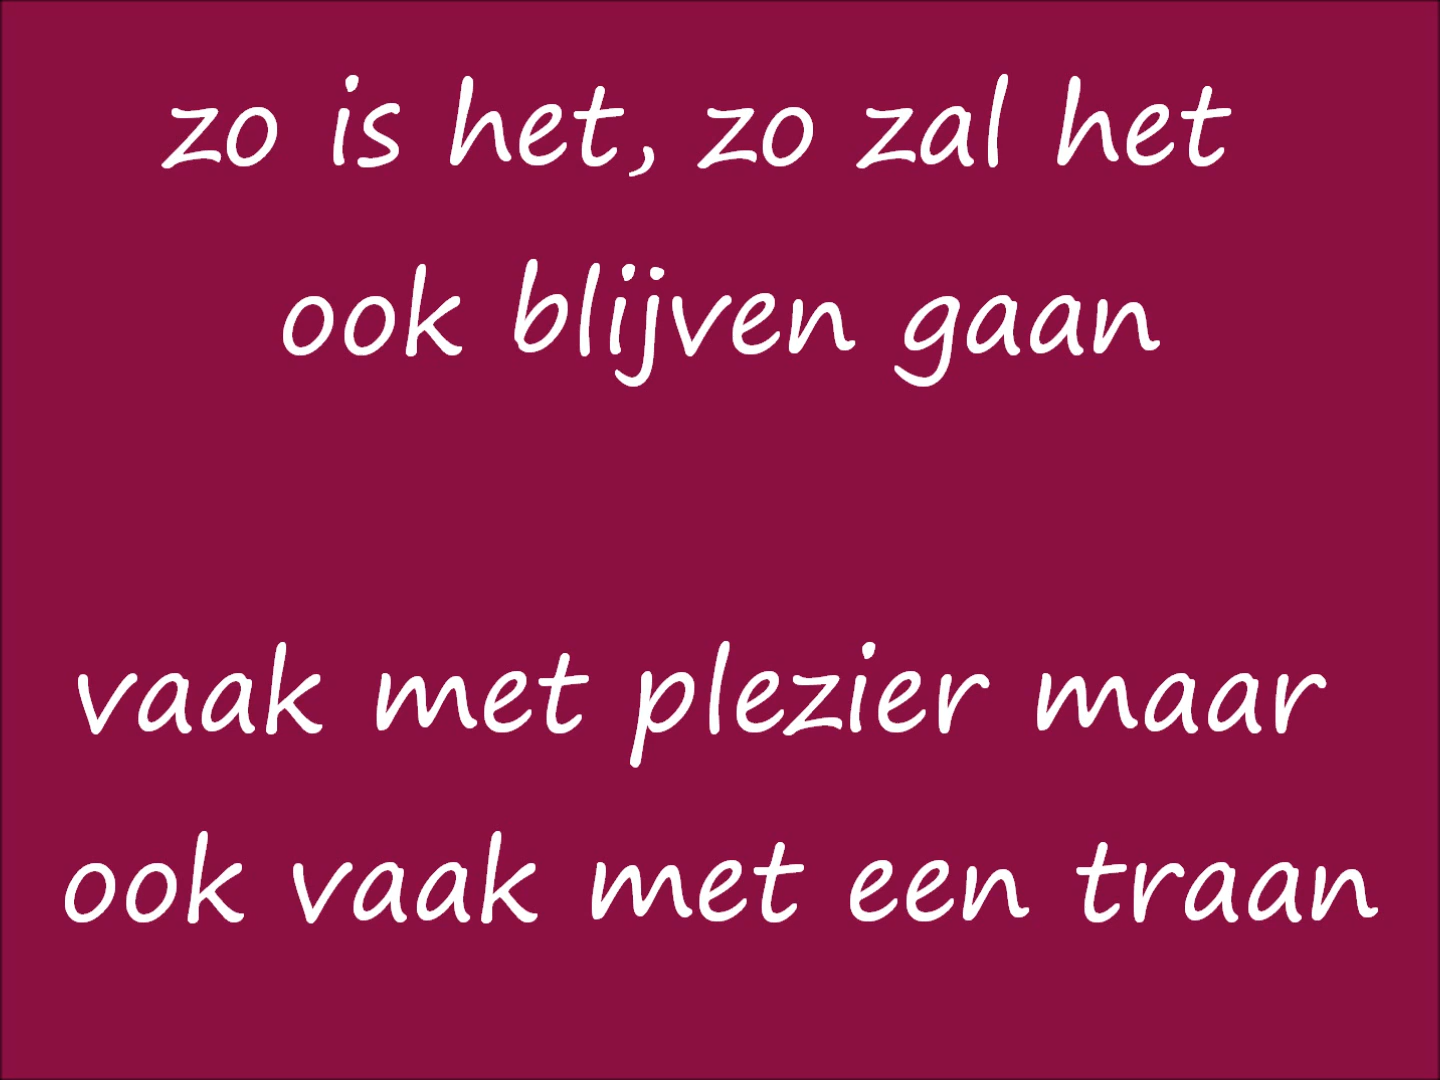 zo is het, zo zal het
ook blijven gaan
vaak met plezier maar
ook vaak met een traan